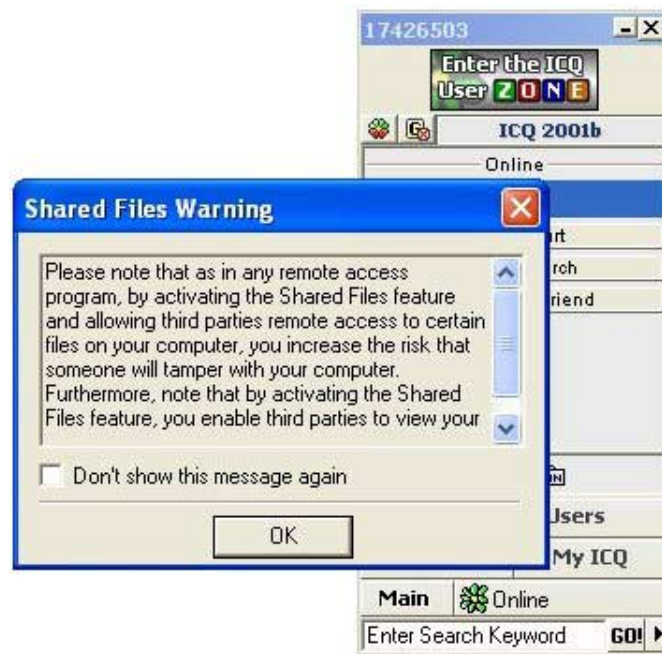 17426503
Enter the ICQ
User ZONE
ICQ 2001b
Online
Shared Files Warning
Please note that as in any remote access
program, by activating the Shared Files feature
and allowing third parties remote access to certain
files on your computer, you increase the risk that
someone will tamper with your computer.
Furthermore, note that by activating the Shared
Files feature, you enable third parties to view your
Don't show this message again
OK
rt
rch
riend
Users
My ICQ
Main
Online
Enter Search Keyword
GO!